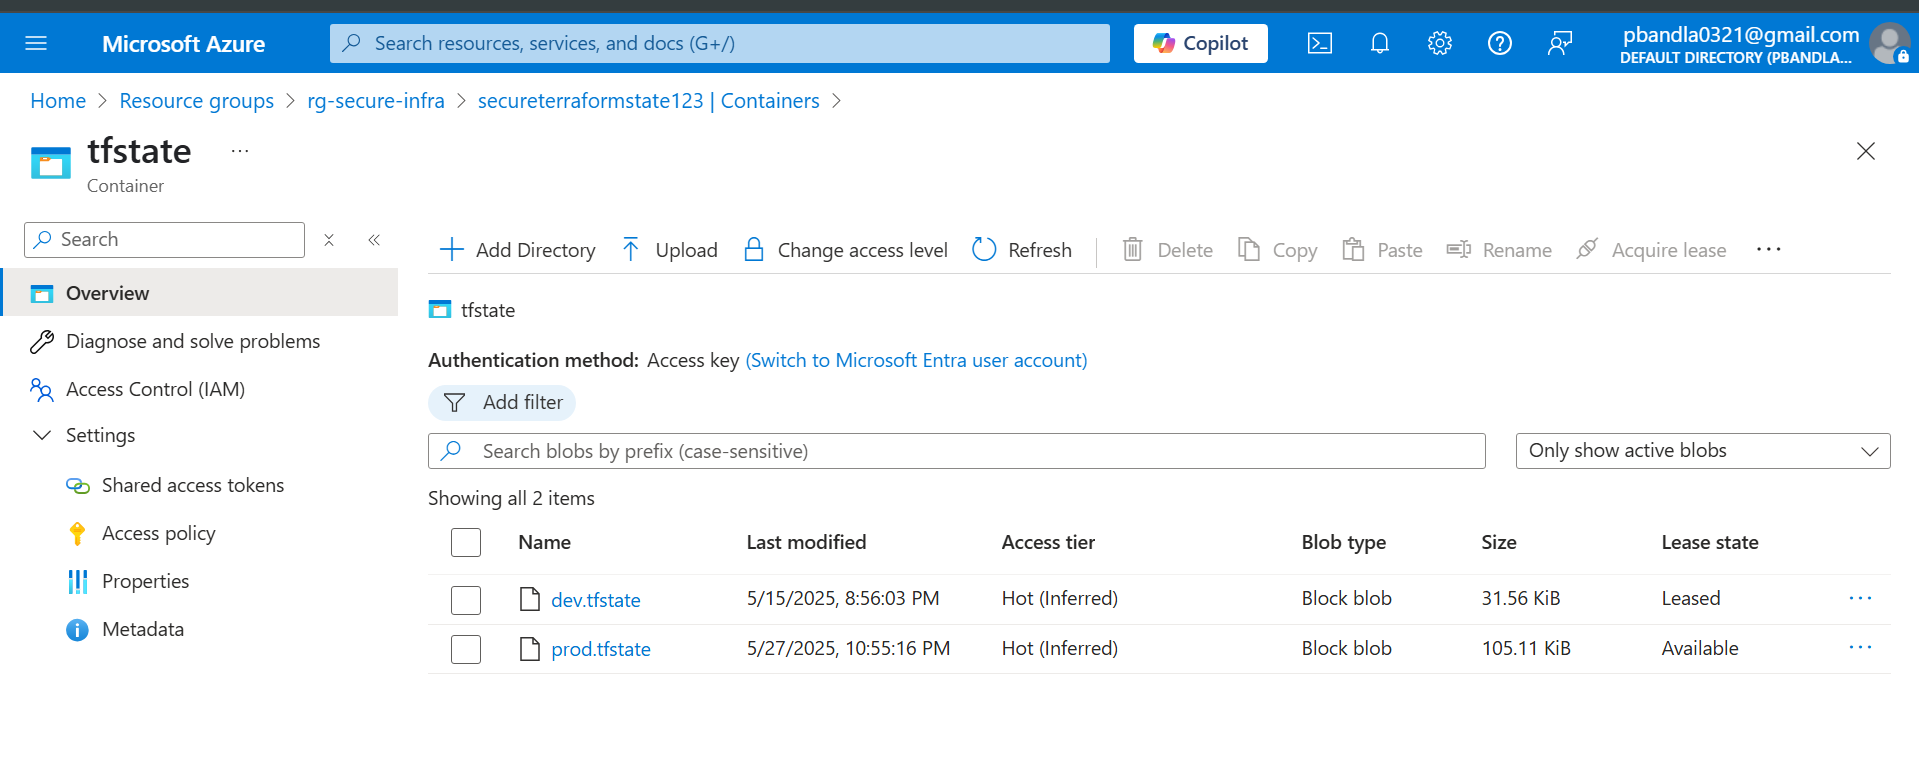 Microsoft Azure
Search resources, services, and docs (G+/)
Copilot
pbandla0321@gmail.com
DEFAULT DIRECTORY (PBANDLA...
Home > Resource groups > rg-secure-infra > secureterraformstate123 | Containers >
tfstate ...
Container
Search
Overview
Diagnose and solve problems
Access Control (IAM)
Settings
Shared access tokens
Access policy
Properties
Metadata
Add Directory Upload Change access level Refresh Delete Copy Paste Rename Acquire lease ...
tfstate
Authentication method: Access key (Switch to Microsoft Entra user account)
Add filter
Search blobs by prefix (case-sensitive)
Only show active blobs
Showing all 2 items
Name Last modified Access tier Blob type Size Lease state
dev.tfstate 5/15/2025, 8:56:03 PM Hot (Inferred) Block blob 31.56 KiB Leased ...
prod.tfstate 5/27/2025, 10:55:16 PM Hot (Inferred) Block blob 105.11 KiB Available ...